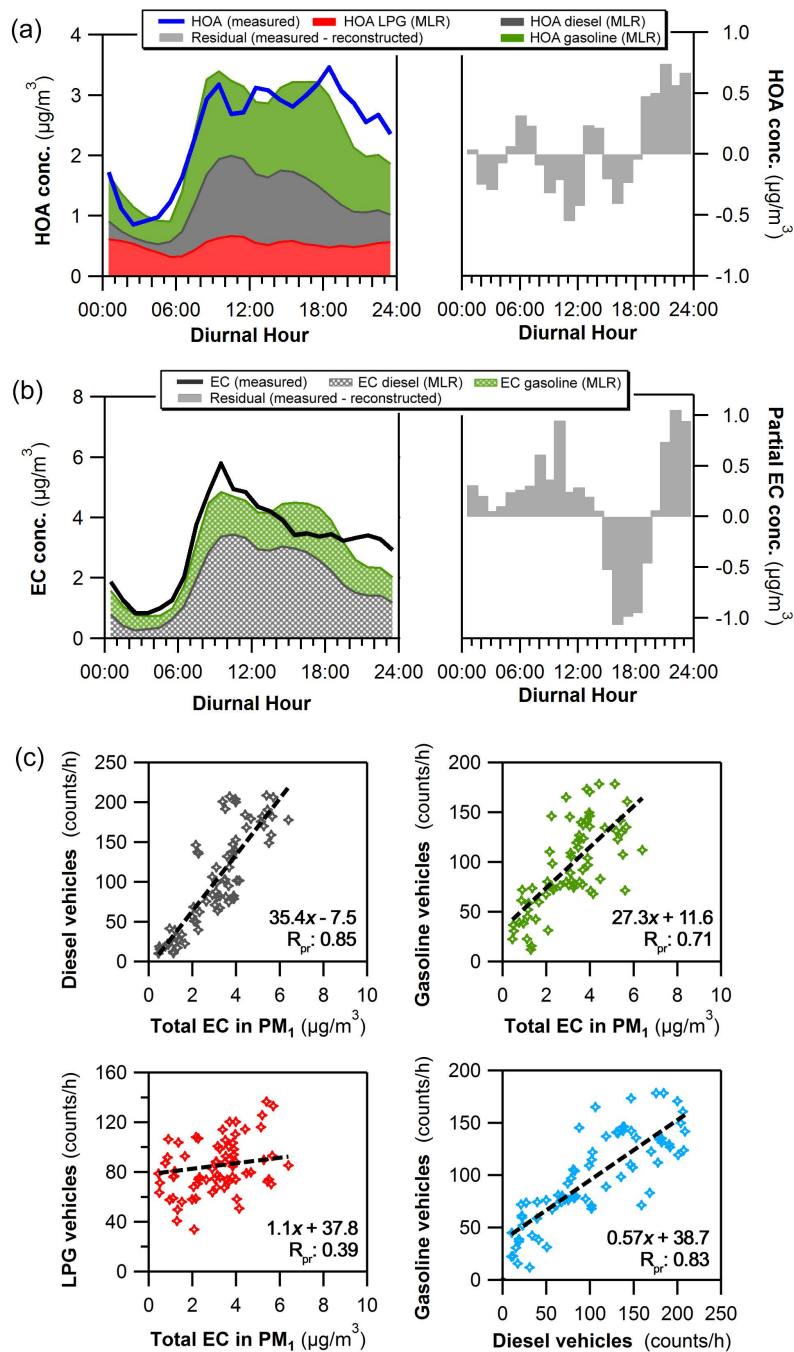 (a)
HOA (measured) HOA LPG (MLR) HOA diesel (MLR)
Residual (measured - reconstructed) HOA gasoline (MLR)
4
3
2
1
0
HOA conc. (µg/m³)
00:00 06:00 12:00 18:00 24:00
Diurnal Hour
1.0
0.5
0.0
-0.5
-1.0
HOA conc. (µg/m³)
00:00 06:00 12:00 18:00 24:00
Diurnal Hour
(b)
EC (measured) EC diesel (MLR) EC gasoline (MLR)
Residual (measured - reconstructed)
8
6
4
2
0
EC conc. (µg/m³)
00:00 06:00 12:00 18:00 24:00
Diurnal Hour
1.0
0.5
0.0
-0.5
-1.0
Partial EC conc. (µg/m³)
00:00 06:00 12:00 18:00 24:00
Diurnal Hour
(c)
250
200
150
100
50
0
Diesel vehicles (counts/h)
35.4x - 7.5
Rpr: 0.85
0 2 4 6 8 10
Total EC in PM₁ (µg/m³)
200
150
100
50
0
Gasoline vehicles (counts/h)
27.3x + 11.6
Rpr: 0.71
0 2 4 6 8 10
Total EC in PM₁ (µg/m³)
160
120
80
40
0
LPG vehicles (counts/h)
1.1x + 37.8
Rpr: 0.39
0 2 4 6 8 10
Total EC in PM₁ (µg/m³)
200
150
100
50
0
Gasoline vehicles (counts/h)
0.57x + 38.7
Rpr: 0.83
0 50 100 150 200 250
Diesel vehicles (counts/h)